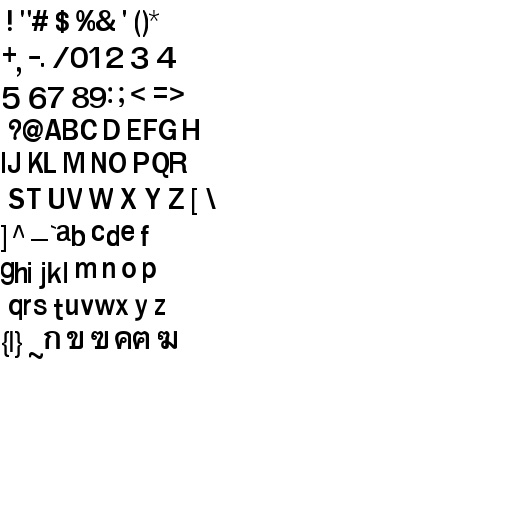 ! "# $ %& ' ()*
+, -. /012 3 4
5 67 89:;< =>
?@ABC D EFG H
IJ KL M NO PQR
ST UV W X Y Z [ \
] ^ _ `ab cde f
ghi jkl m n o p
qrs tuvwx y z
{|} ~ก ข ฃ คฅ ฆ